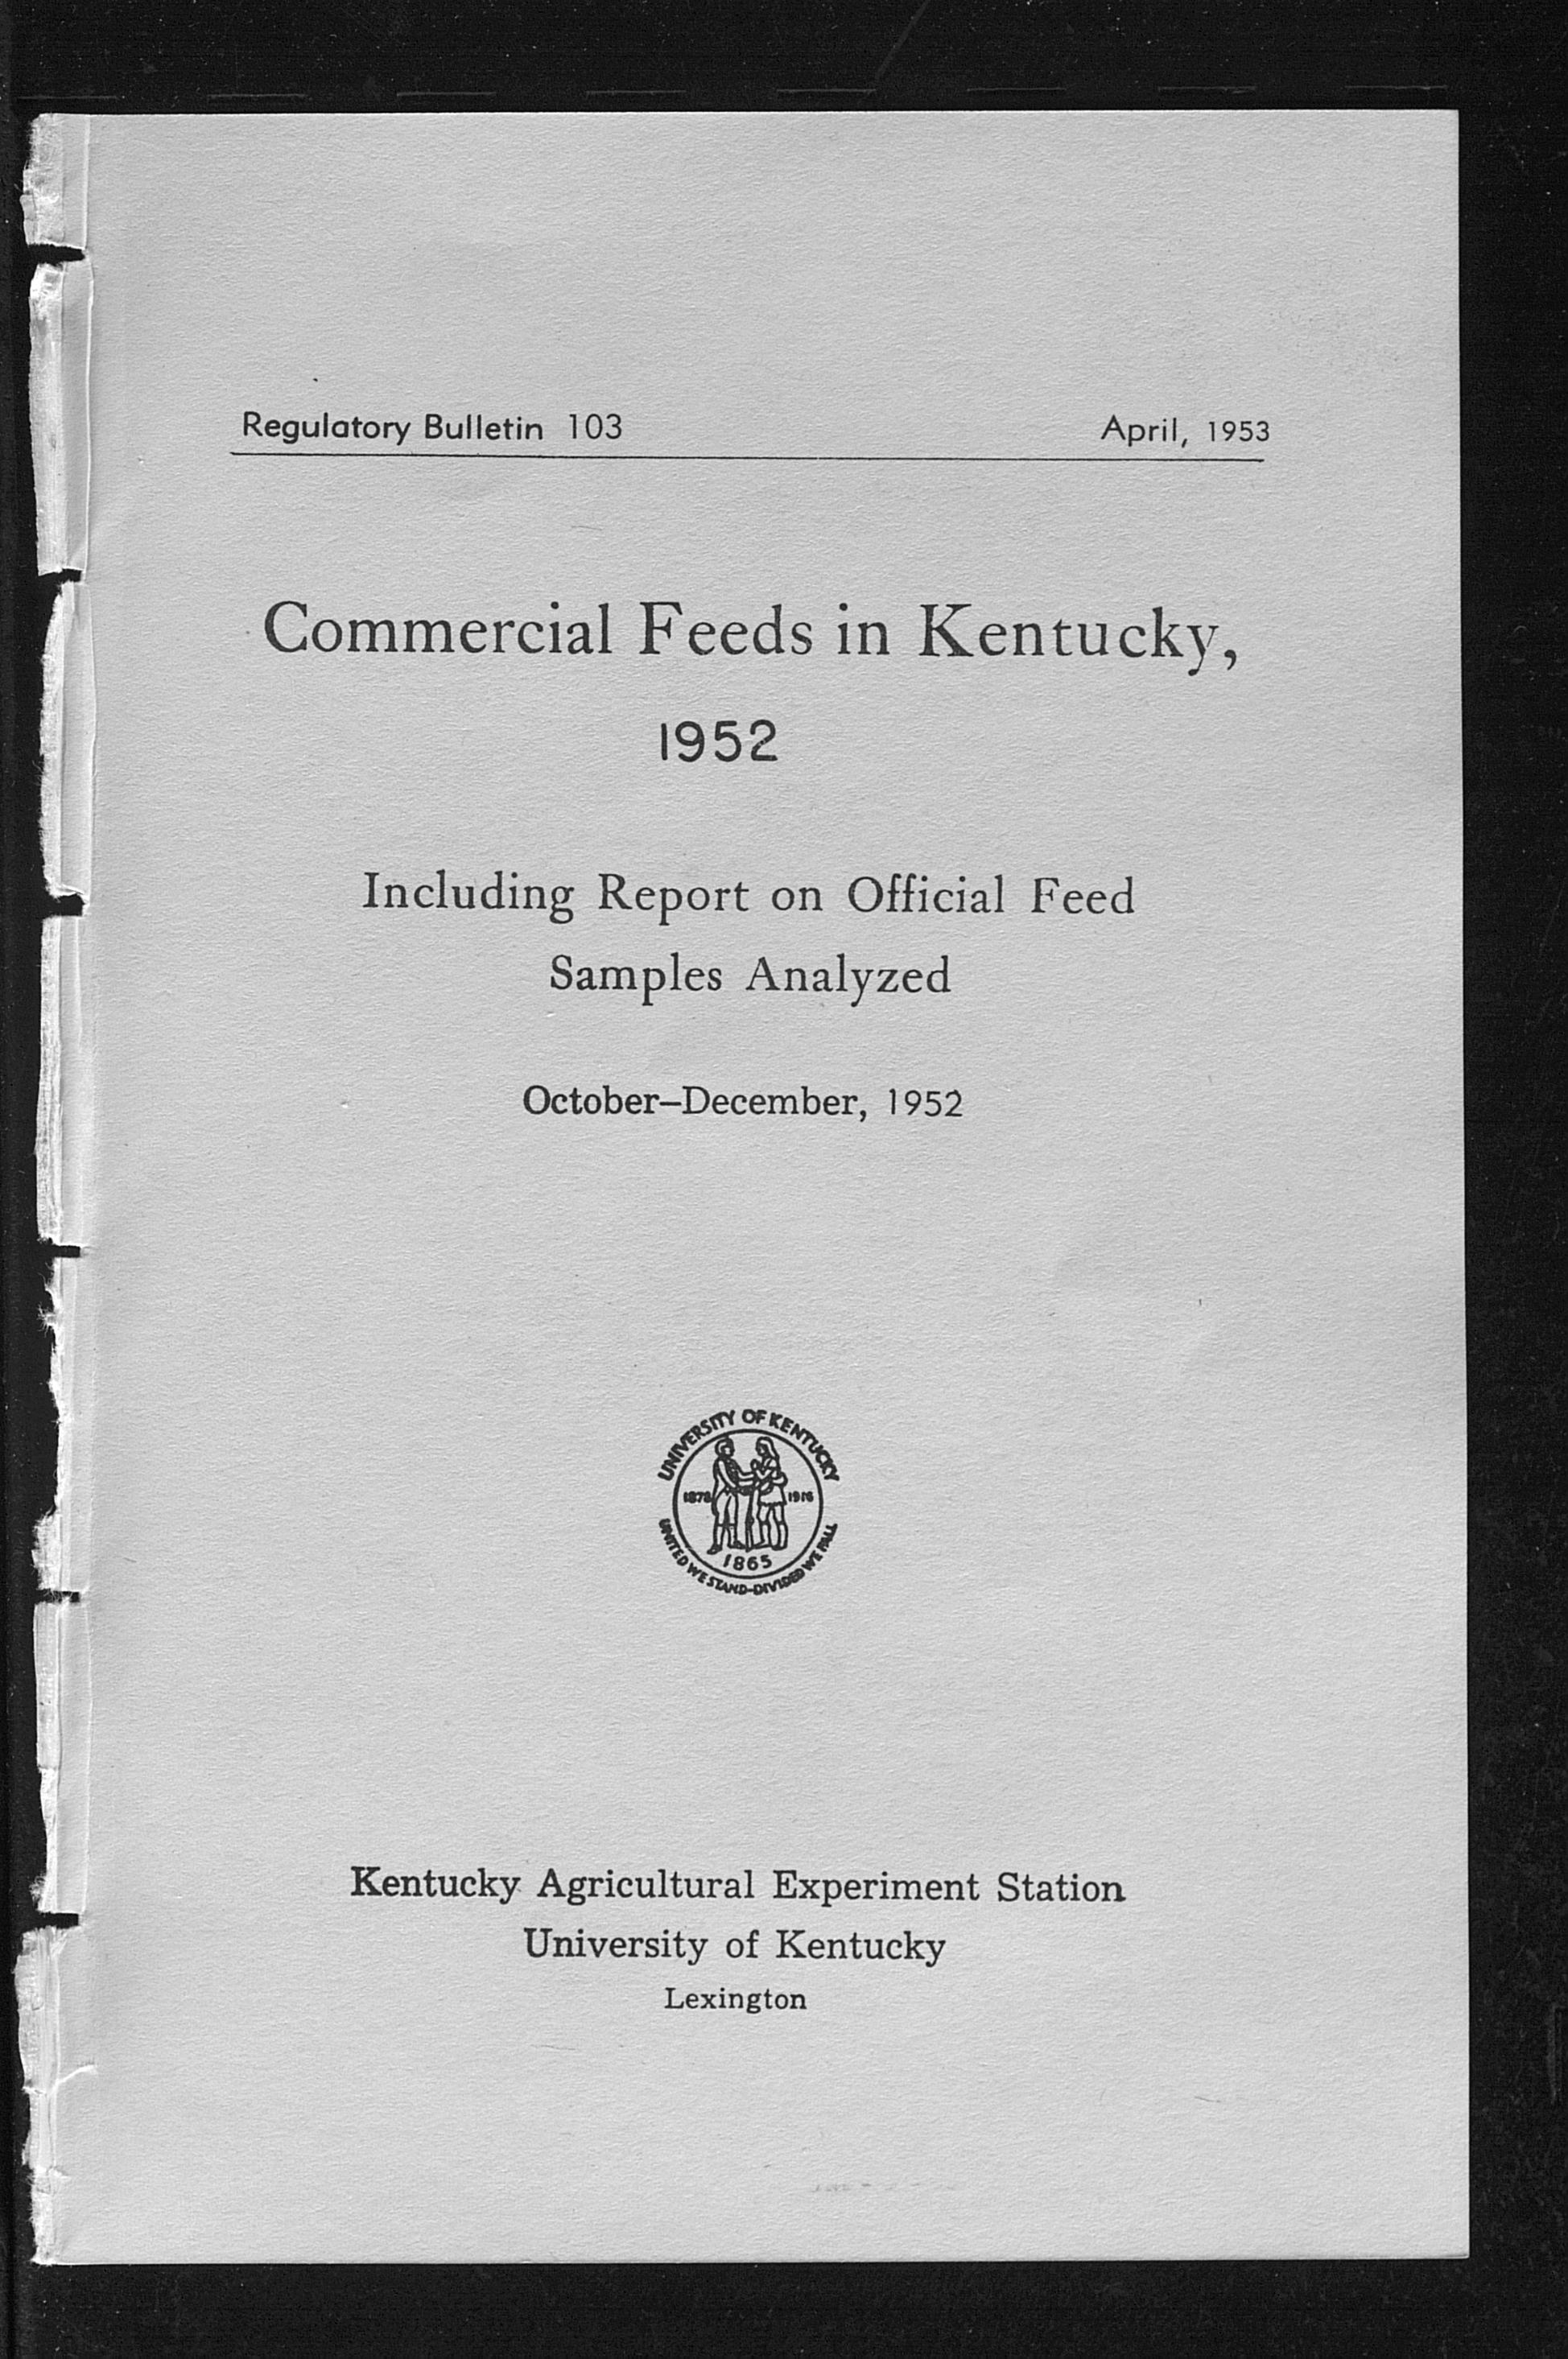 Regulatory Bulletin 103 April, 1953
Commercial Feeds in Kentucky,
1952
Including Report on Official Feed
Samples Analyzed
October–December, 1952
UNIVERSITY OF KENTUCKY
1878 1916
1865
UNITED WE STAND-DIVIDED WE FALL
Kentucky Agricultural Experiment Station
University of Kentucky
Lexington